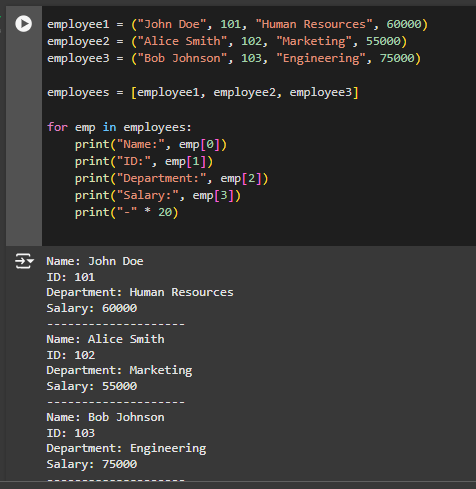 employee1 = ("John Doe", 101, "Human Resources", 60000)
employee2 = ("Alice Smith", 102, "Marketing", 55000)
employee3 = ("Bob Johnson", 103, "Engineering", 75000)
employees = [employee1, employee2, employee3]
for emp in employees:
    print("Name:", emp[0])
    print("ID:", emp[1])
    print("Department:", emp[2])
    print("Salary:", emp[3])
    print("-" * 20)
Name: John Doe
ID: 101
Department: Human Resources
Salary: 60000
--------------------
Name: Alice Smith
ID: 102
Department: Marketing
Salary: 55000
--------------------
Name: Bob Johnson
ID: 103
Department: Engineering
Salary: 75000
--------------------